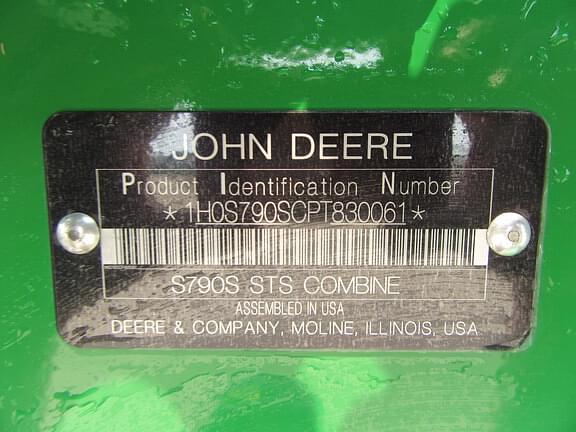 JOHN DEERE
Product Identification Number
*1H0S790SCPT830061*
S790S STS COMBINE
ASSEMBLED IN USA
DEERE & COMPANY, MOLINE, ILLINOIS, USA